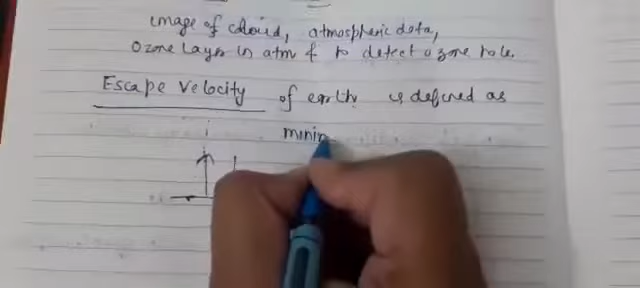 image of cloud, atmospheric data,
Ozone Layer in atm & to detect ozone hole.
Escape Velocity of earth is defined as
minin